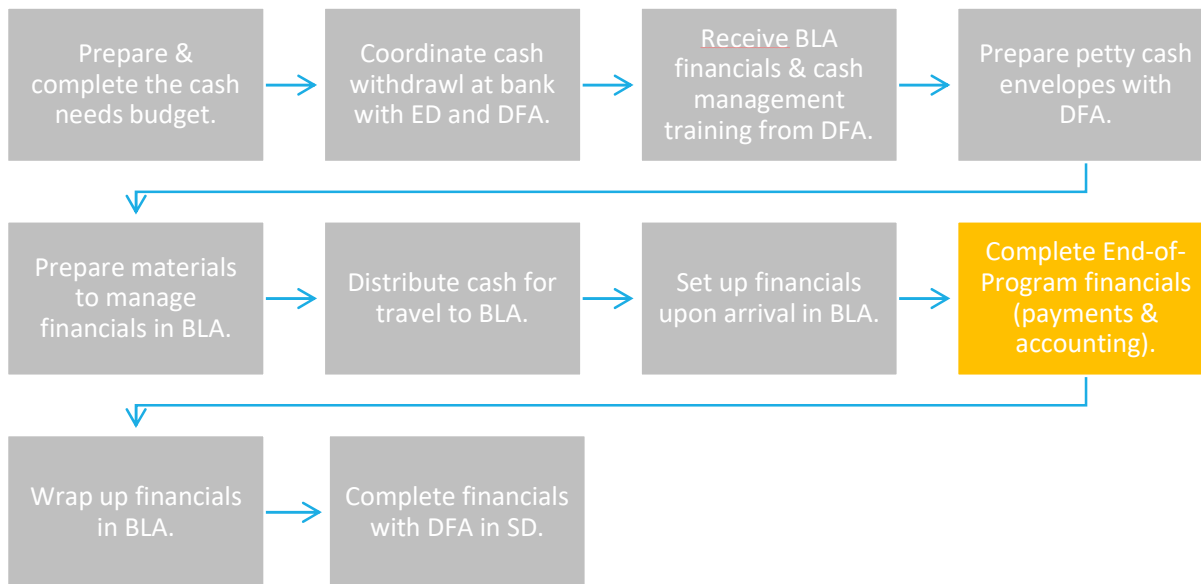 Prepare &
complete the cash
needs budget.
Coordinate cash
withdrawl at bank
with ED and DFA.
Receive BLA
financials & cash
management
training from DFA.
Prepare petty cash
envelopes with
DFA.
Prepare materials
to manage
financials in BLA.
Distribute cash for
travel to BLA.
Set up financials
upon arrival in BLA.
Complete End-of-
Program financials
(payments &
accounting).
Wrap up financials
in BLA.
Complete financials
with DFA in SD.